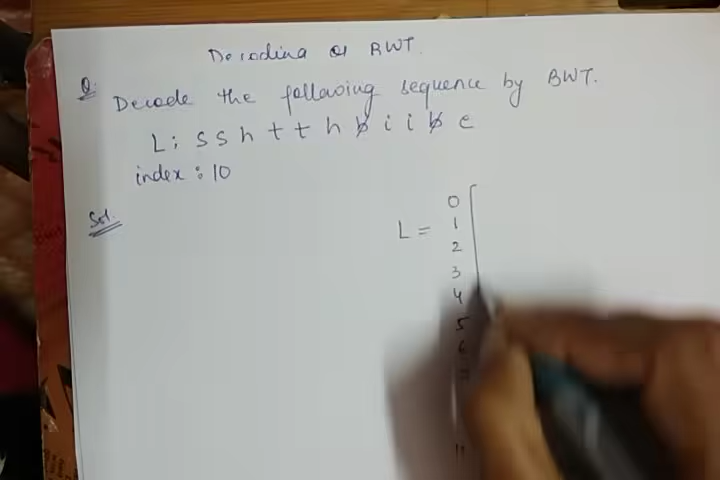 Decoding of BWT.
Q.
Decode the following sequence by BWT.
L: s s h t t h b̸ i i b̸ e
index: 10
Sol.
L =
0
1
2
3
4
5
6
11